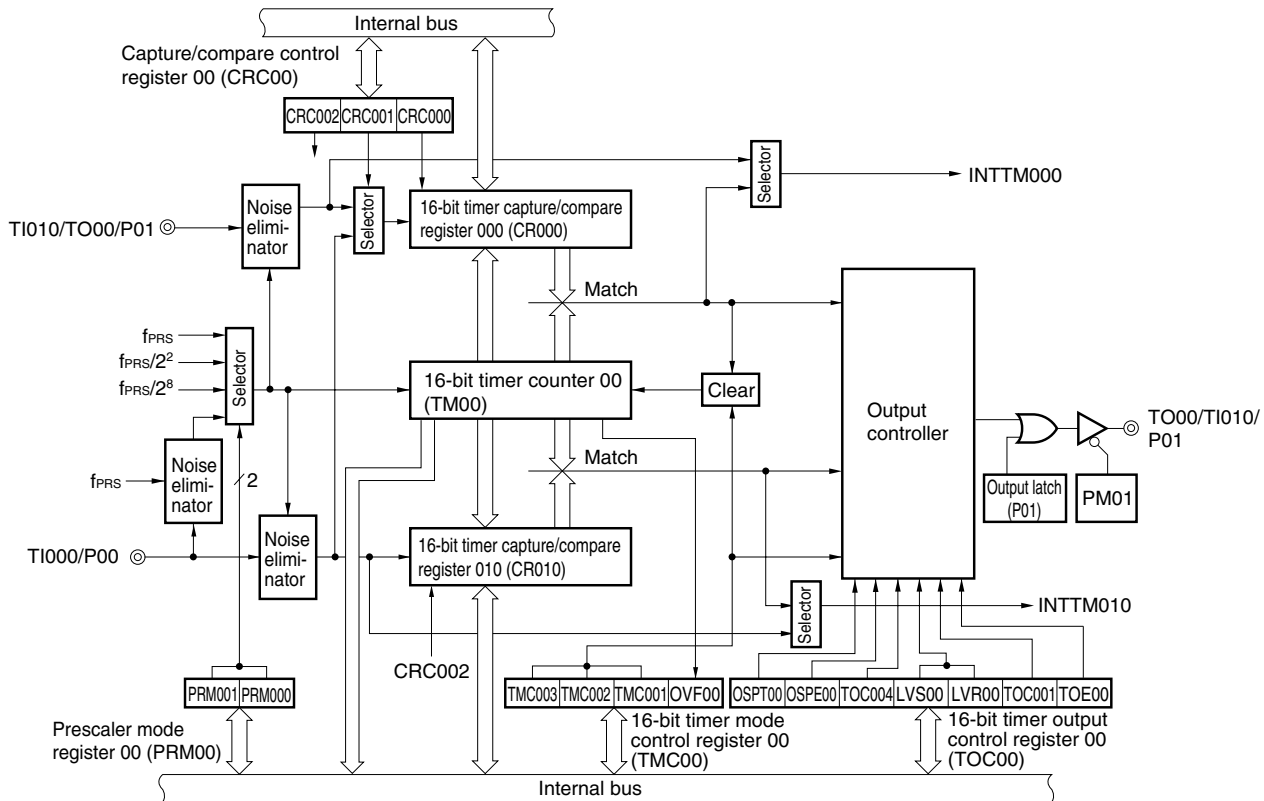 Internal bus
Capture/compare control
register 00 (CRC00)
CRC002 CRC001 CRC000
Selector
INTTM000
Noise
elimi-
nator
Selector
16-bit timer capture/compare
register 000 (CR000)
TI010/TO00/P01
Match
fPRS
fPRS/2²
fPRS/2⁸
Selector
16-bit timer counter 00
(TM00)
Clear
Output
controller
TO00/TI010/
P01
Match
Noise
elimi-
nator
fPRS
2
Output latch
(P01)
PM01
TI000/P00
Noise
elimi-
nator
16-bit timer capture/compare
register 010 (CR010)
Selector
INTTM010
CRC002
PRM001 PRM000
TMC003 TMC002 TMC001 OVF00
OSPT00 OSPE00 TOC004 LVS00 LVR00 TOC001 TOE00
Prescaler mode
register 00 (PRM00)
16-bit timer mode
control register 00
(TMC00)
16-bit timer output
control register 00
(TOC00)
Internal bus